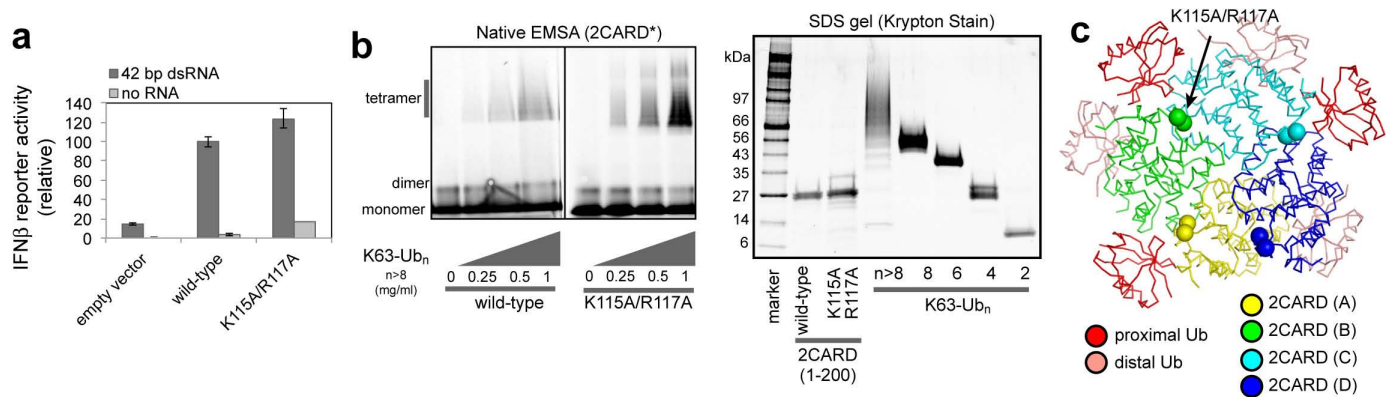 a
42 bp dsRNA
no RNA
IFNβ reporter activity
(relative)
140
120
100
80
60
40
20
0
empty vector
wild-type
K115A/R117A
b
Native EMSA (2CARD*)
tetramer
dimer
monomer
K63-Ubn
n>8
(mg/ml)
0 0.25 0.5 1
0 0.25 0.5 1
wild-type
K115A/R117A
SDS gel (Krypton Stain)
kDa
97
66
56
43
35
27
14
6
marker
wild-type
K115A
R117A
2CARD
(1-200)
n>8 8 6 4 2
K63-Ubn
c
K115A/R117A
proximal Ub
distal Ub
2CARD (A)
2CARD (B)
2CARD (C)
2CARD (D)